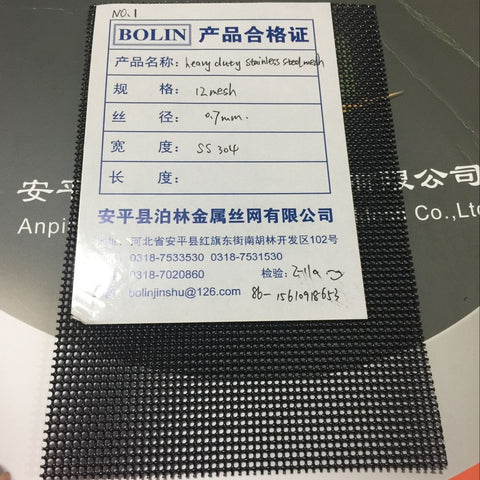 NO.1
BOLIN 产品合格证
产品名称: heavy duty stainless steel mesh
规 格: 12mesh
丝 径: 0.7mm.
宽 度: SS304
长 度:
安平县泊林金属丝网有限公司
河北省安平县红旗东街南胡林开发区102号
0318-7533530 0318-7531530
0318-7020860 检验:
bolinjinshu@126.com 86-15610918653
安平 限公司
Anpi Co.,Ltd